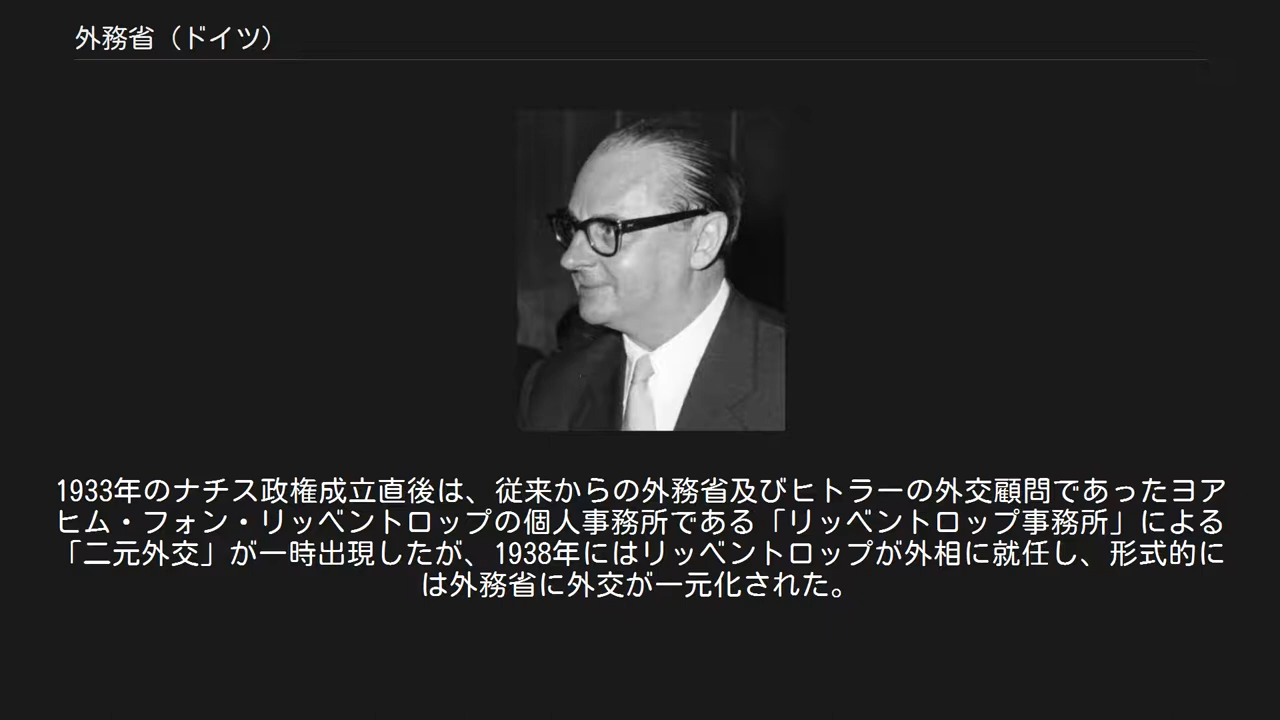 外務省（ドイツ）
1933年のナチス政権成立直後は、従来からの外務省及びヒトラーの外交顧問であったヨア
ヒム・フォン・リッベントロップの個人事務所である「リッベントロップ事務所」による
「二元外交」が一時出現したが、1938年にはリッベントロップが外相に就任し、形式的に
は外務省に外交が一元化された。